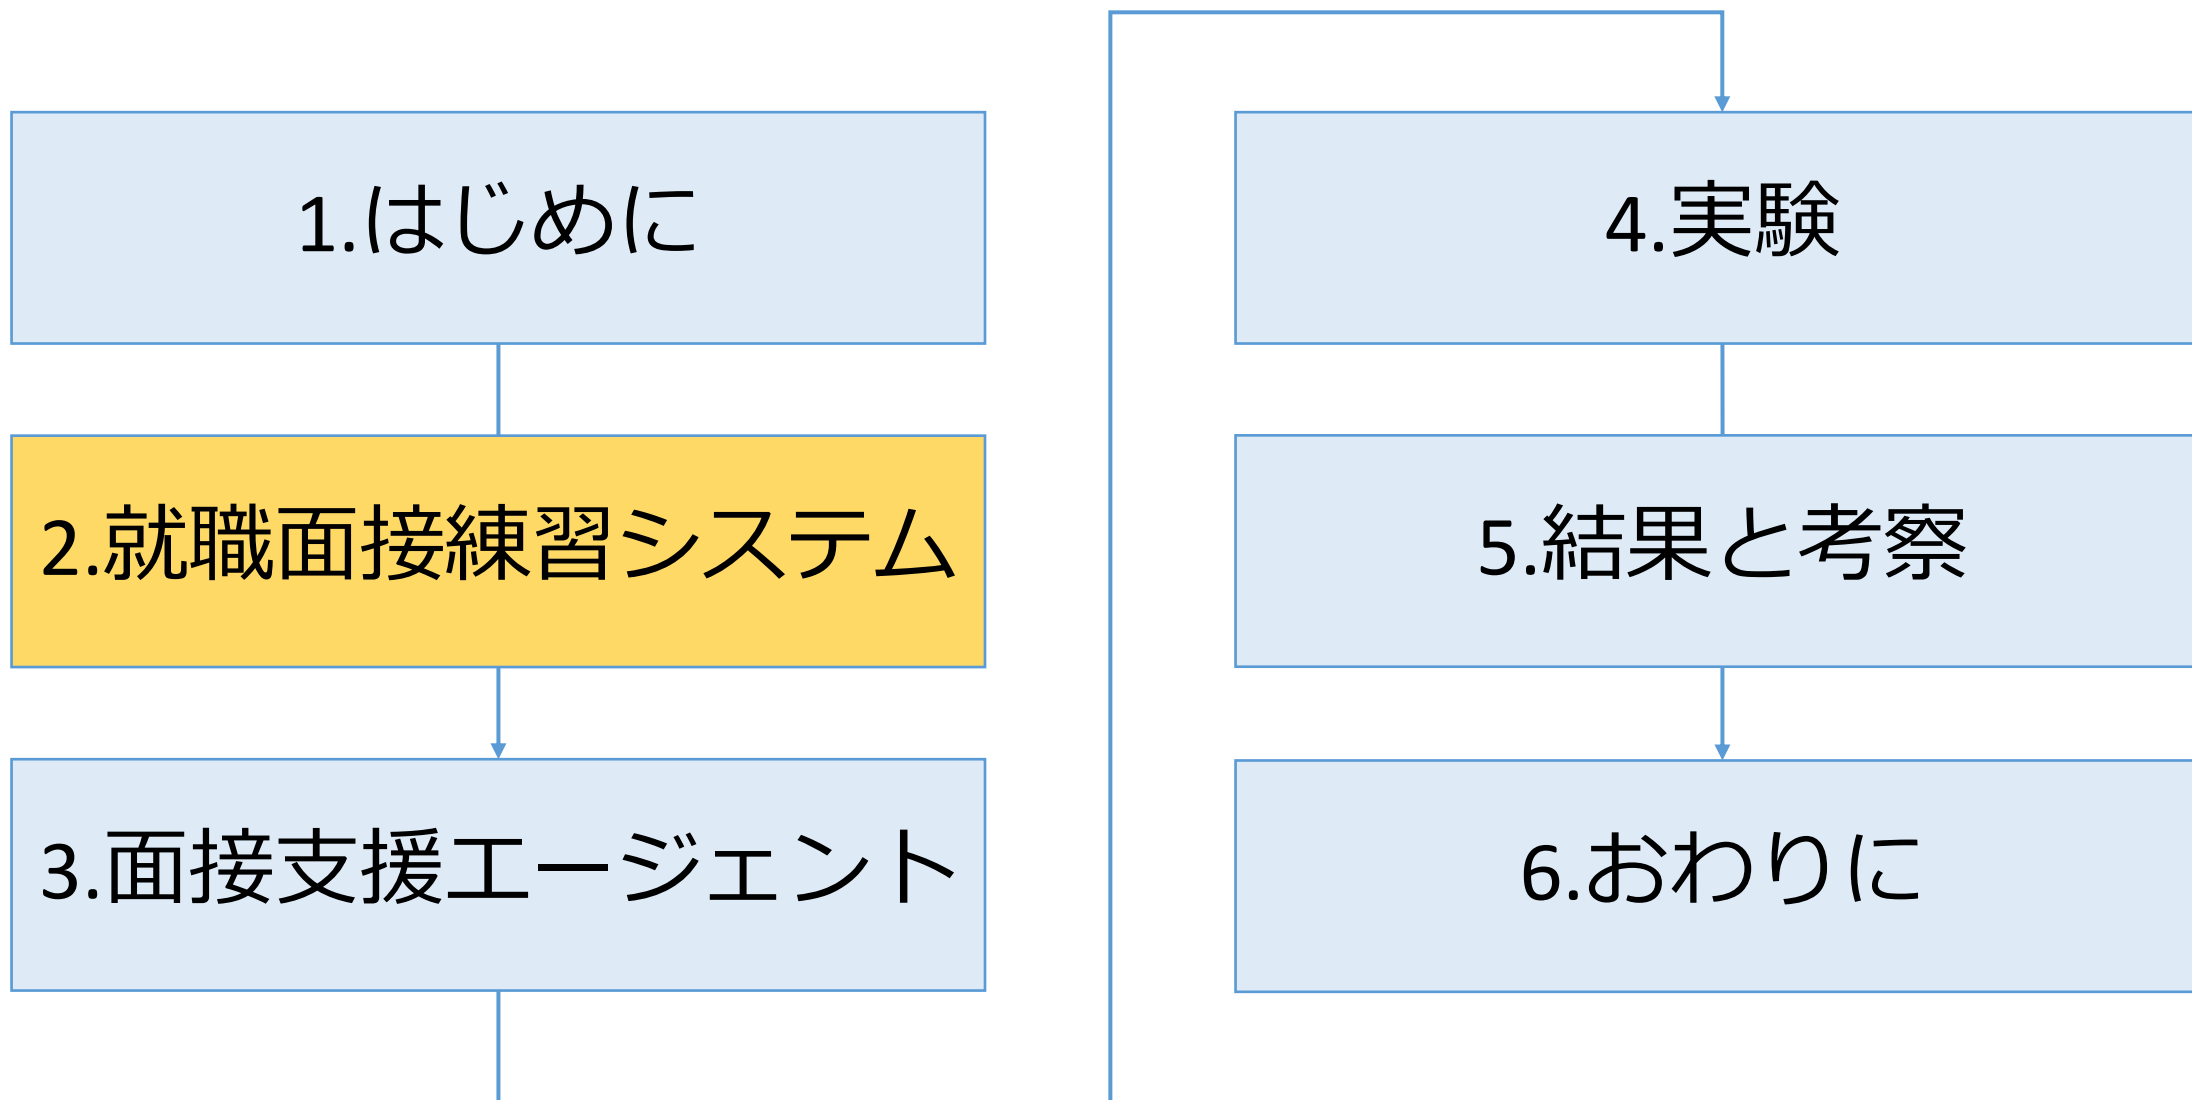 1.はじめに
2.就職面接練習システム
3.面接支援エージェント
4.実験
5.結果と考察
6.おわりに